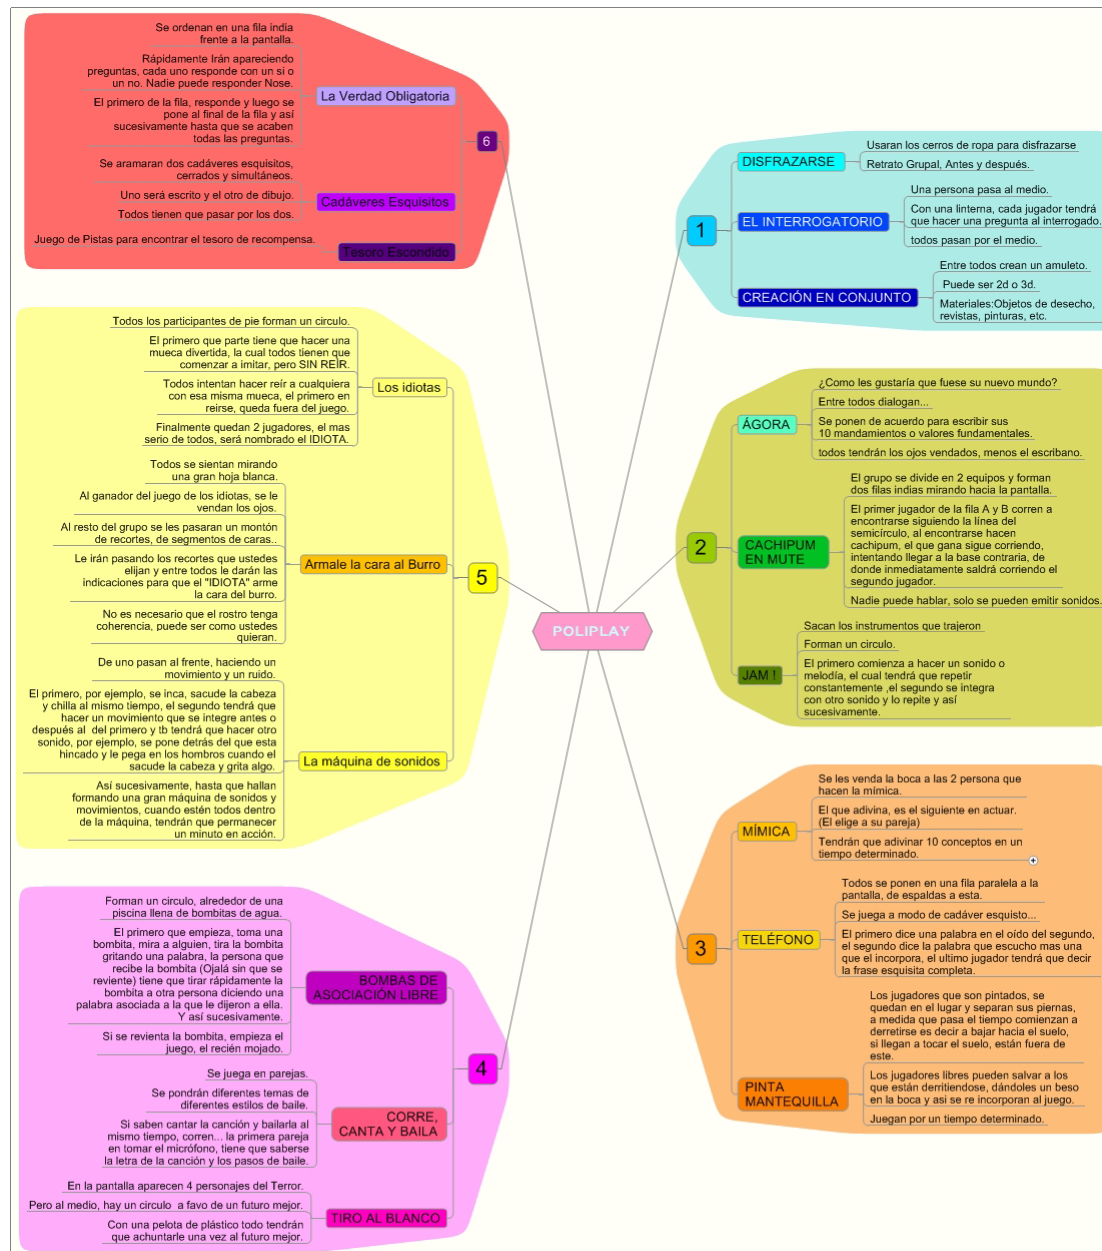 POLIPLAY
1
DISFRAZARSE
Usaran los cerros de ropa para disfrazarse
Retrato Grupal, Antes y después.
EL INTERROGATORIO
Una persona pasa al medio.
Con una linterna, cada jugador tendrá
que hacer una pregunta al interrogado.
todos pasan por el medio.
CREACIÓN EN CONJUNTO
Entre todos crean un amuleto.
Puede ser 2d o 3d.
Materiales:Objetos de desecho,
revistas, pinturas, etc.
2
ÁGORA
¿Como les gustaría que fuese su nuevo mundo?
Entre todos dialogan...
Se ponen de acuerdo para escribir sus
10 mandamientos o valores fundamentales.
todos tendrán los ojos vendados, menos el escribano.
CACHIPUM
EN MUTE
El grupo se divide en 2 equipos y forman
dos filas indias mirando hacia la pantalla.
El primer jugador de la fila A y B corren a
encontrarse siguiendo la línea del
semicírculo, al encontrarse hacen
cachipum, el que gana sigue corriendo,
intentando llegar a la base contraria, de
donde inmediatamente saldrá corriendo el
segundo jugador.
Nadie puede hablar, solo se pueden emitir sonidos.
JAM !
Sacan los instrumentos que trajeron
Forman un circulo.
El primero comienza a hacer un sonido o
melodía, el cual tendrá que repetir
constantemente ,el segundo se integra
con otro sonido y lo repite y así
sucesivamente.
3
MÍMICA
Se les venda la boca a las 2 persona que
hacen la mímica.
El que adivina, es el siguiente en actuar.
(El elige a su pareja)
Tendrán que adivinar 10 conceptos en un
tiempo determinado.
TELÉFONO
Todos se ponen en una fila paralela a la
pantalla, de espaldas a esta.
Se juega a modo de cadáver esquisto...
El primero dice una palabra en el oído del segundo,
el segundo dice la palabra que escucho mas una
que el incorpora, el ultimo jugador tendrá que decir
la frase esquisita completa.
PINTA
MANTEQUILLA
Los jugadores que son pintados, se
quedan en el lugar y separan sus piernas,
a medida que pasa el tiempo comienzan a
derretirse es decir a bajar hacia el suelo,
si llegan a tocar el suelo, están fuera de
este.
Los jugadores libres pueden salvar a los
que están derritiendose, dándoles un beso
en la boca y asi se re incorporan al juego.
Juegan por un tiempo determinado.
4
BOMBAS DE
ASOCIACIÓN LIBRE
Forman un circulo, alrededor de una
piscina llena de bombitas de agua.
El primero que empieza, toma una
bombita, mira a alguien, tira la bombita
gritando una palabra, la persona que
recibe la bombita (Ojalá sin que se
reviente) tiene que tirar rápidamente la
bombita a otra persona diciendo una
palabra asociada a la que le dijeron a ella.
Y así sucesivamente.
Si se revienta la bombita, empieza el
juego, el recién mojado.
CORRE,
CANTA Y BAILA
Se juega en parejas.
Se pondrán diferentes temas de
diferentes estilos de baile.
Si saben cantar la canción y bailarla al
mismo tiempo, corren... la primera pareja
en tomar el micrófono, tiene que saberse
la letra de la canción y los pasos de baile.
TIRO AL BLANCO
En la pantalla aparecen 4 personajes del Terror.
Pero al medio, hay un circulo a favo de un futuro mejor.
Con una pelota de plástico todo tendrán
que achuntarle una vez al futuro mejor.
5
Los idiotas
Todos los participantes de pie forman un circulo.
El primero que parte tiene que hacer una
mueca divertida, la cual todos tienen que
comenzar a imitar, pero SIN REÍR.
Todos intentan hacer reír a cualquiera
con esa misma mueca, el primero en
reirse, queda fuera del juego.
Finalmente quedan 2 jugadores, el mas
serio de todos, será nombrado el IDIOTA.
Armale la cara al Burro
Todos se sientan mirando
una gran hoja blanca.
Al ganador del juego de los idiotas, se le
vendan los ojos.
Al resto del grupo se les pasaran un montón
de recortes, de segmentos de caras..
Le irán pasando los recortes que ustedes
elijan y entre todos le darán las
indicaciones para que el "IDIOTA" arme
la cara del burro.
No es necesario que el rostro tenga
coherencia, puede ser como ustedes
quieran.
La máquina de sonidos
De uno pasan al frente, haciendo un
movimiento y un ruido.
El primero, por ejemplo, se inca, sacude la cabeza
y chilla al mismo tiempo, el segundo tendrá que
hacer un movimiento que se integre antes o
después al del primero y tb tendrá que hacer otro
sonido, por ejemplo, se pone detrás del que esta
hincado y le pega en los hombros cuando el
sacude la cabeza y grita algo.
Así sucesivamente, hasta que hallan
formando una gran máquina de sonidos y
movimientos, cuando estén todos dentro
de la máquina, tendrán que permanecer
un minuto en acción.
6
La Verdad Obligatoria
Se ordenan en una fila india
frente a la pantalla.
Rápidamente Irán apareciendo
preguntas, cada uno responde con un si o
un no. Nadie puede responder Nose.
El primero de la fila, responde y luego se
pone al final de la fila y así
sucesivamente hasta que se acaben
todas las preguntas.
Cadáveres Esquisitos
Se aramaran dos cadáveres esquisitos,
cerrados y simultáneos.
Uno será escrito y el otro de dibujo.
Todos tienen que pasar por los dos.
Tesoro Escondido
Juego de Pistas para encontrar el tesoro de recompensa.